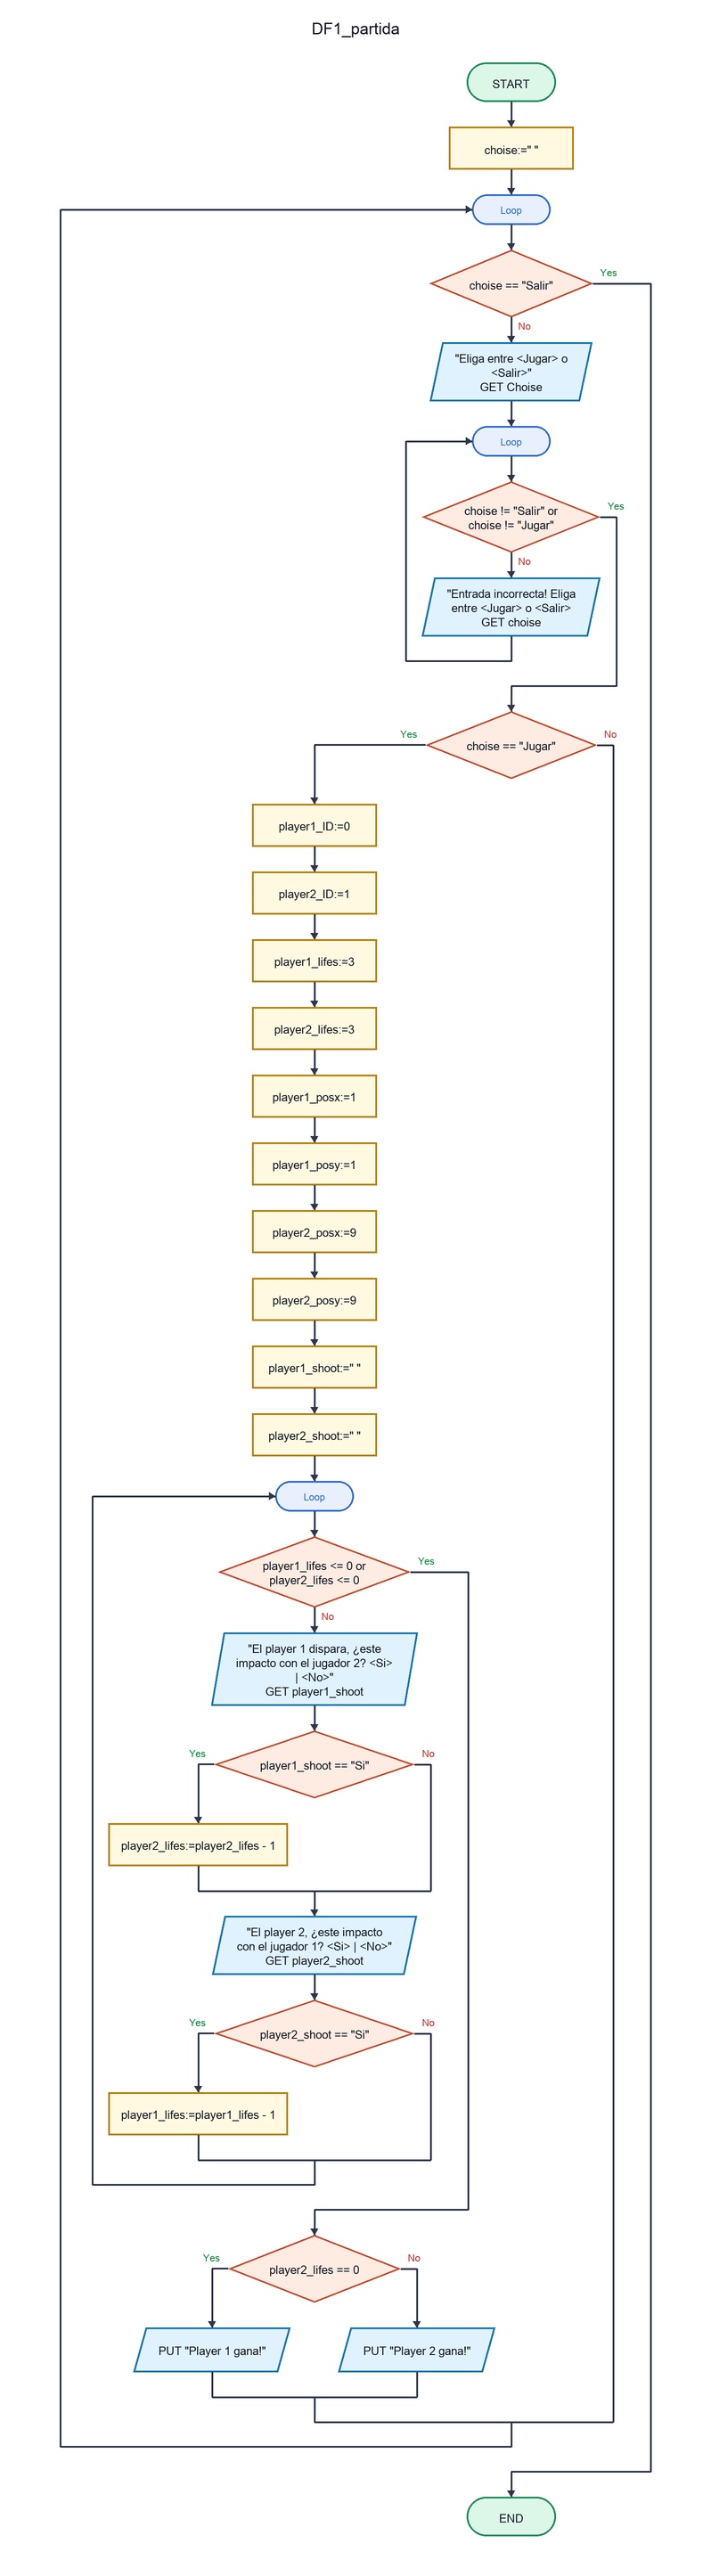 DF1_partida
START
choise:=" "
Loop
choise == "Salir"
Yes
No
"Eliga entre <Jugar> o
<Salir>"
GET Choise
Loop
choise != "Salir" or
choise != "Jugar"
Yes
No
"Entrada incorrecta! Eliga
entre <Jugar> o <Salir>
GET choise
choise == "Jugar"
Yes
No
player1_ID:=0
player2_ID:=1
player1_lifes:=3
player2_lifes:=3
player1_posx:=1
player1_posy:=1
player2_posx:=9
player2_posy:=9
player1_shoot:=" "
player2_shoot:=" "
Loop
player1_lifes <= 0 or
player2_lifes <= 0
Yes
No
"El player 1 dispara, ¿este
impacto con el jugador 2? <Si>
| <No>"
GET player1_shoot
Yes
player1_shoot == "Si"
No
player2_lifes:=player2_lifes - 1
"El player 2, ¿este impacto
con el jugador 1? <Si> | <No>"
GET player2_shoot
Yes
player2_shoot == "Si"
No
player1_lifes:=player1_lifes - 1
Yes
player2_lifes == 0
No
PUT "Player 1 gana!"
PUT "Player 2 gana!"
END